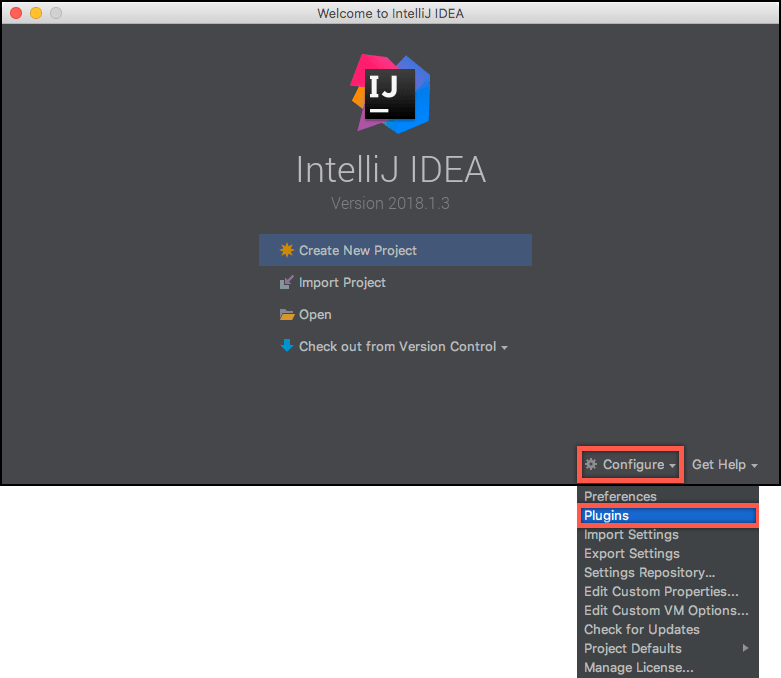 Welcome to IntelliJ IDEA
IJ
IntelliJ IDEA
Version 2018.1.3
Create New Project
Import Project
Open
Check out from Version Control
Configure
Get Help
Preferences
Plugins
Import Settings
Export Settings
Settings Repository...
Edit Custom Properties...
Edit Custom VM Options...
Check for Updates
Project Defaults
Manage License...